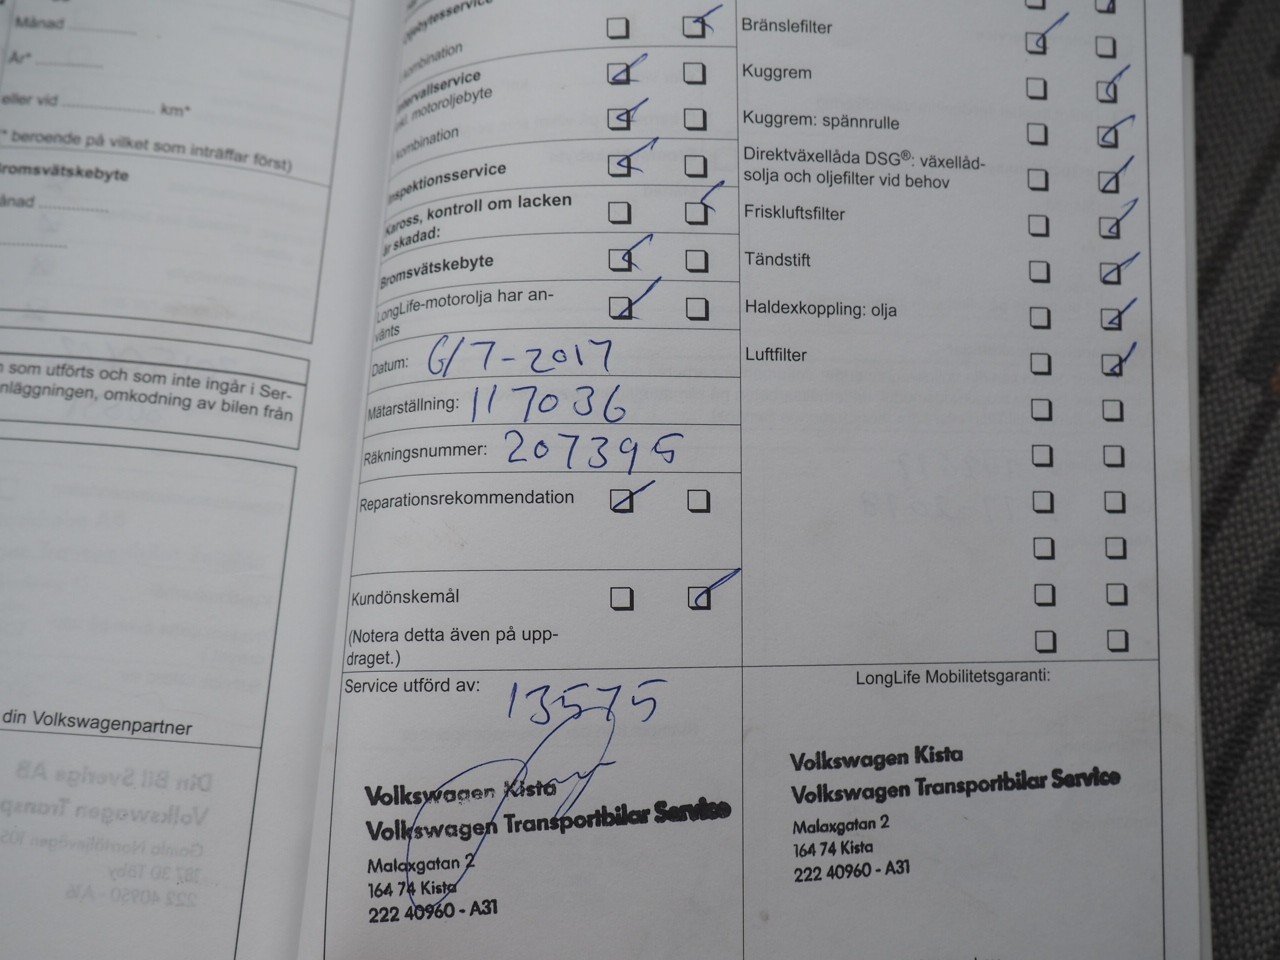 Månad
År*
eller vid km*
(* beroende på vilket som inträffar först)
Bromsvätskebyte
ånad
som utförts och som inte ingår i Ser-
nläggningen, omkodning av bilen från
din Volkswagenpartner
Oljebytesservice
kombination
Intervallservice
inkl. motoroljebyte
kombination
Inspektionsservice
Kaross, kontroll om lacken
är skadad:
Bromsvätskebyte
LongLife-motorolja har an-
vänts
Datum: 6/7-2017
Mätarställning: 117036
Räkningsnummer: 207395
Reparationsrekommendation
Kundönskemål
(Notera detta även på upp-
draget.)
Service utförd av: 13575
Volkswagen Kista
Volkswagen Transportbilar Service
Malaxgatan 2
164 74 Kista
222 40960 - A31
Bränslefilter
Kuggrem
Kuggrem: spännrulle
Direktväxellåda DSG®: växellåd-
solja och oljefilter vid behov
Friskluftsfilter
Tändstift
Haldexkoppling: olja
Luftfilter
LongLife Mobilitetsgaranti:
Volkswagen Kista
Volkswagen Transportbilar Service
Malaxgatan 2
164 74 Kista
222 40960 - A31